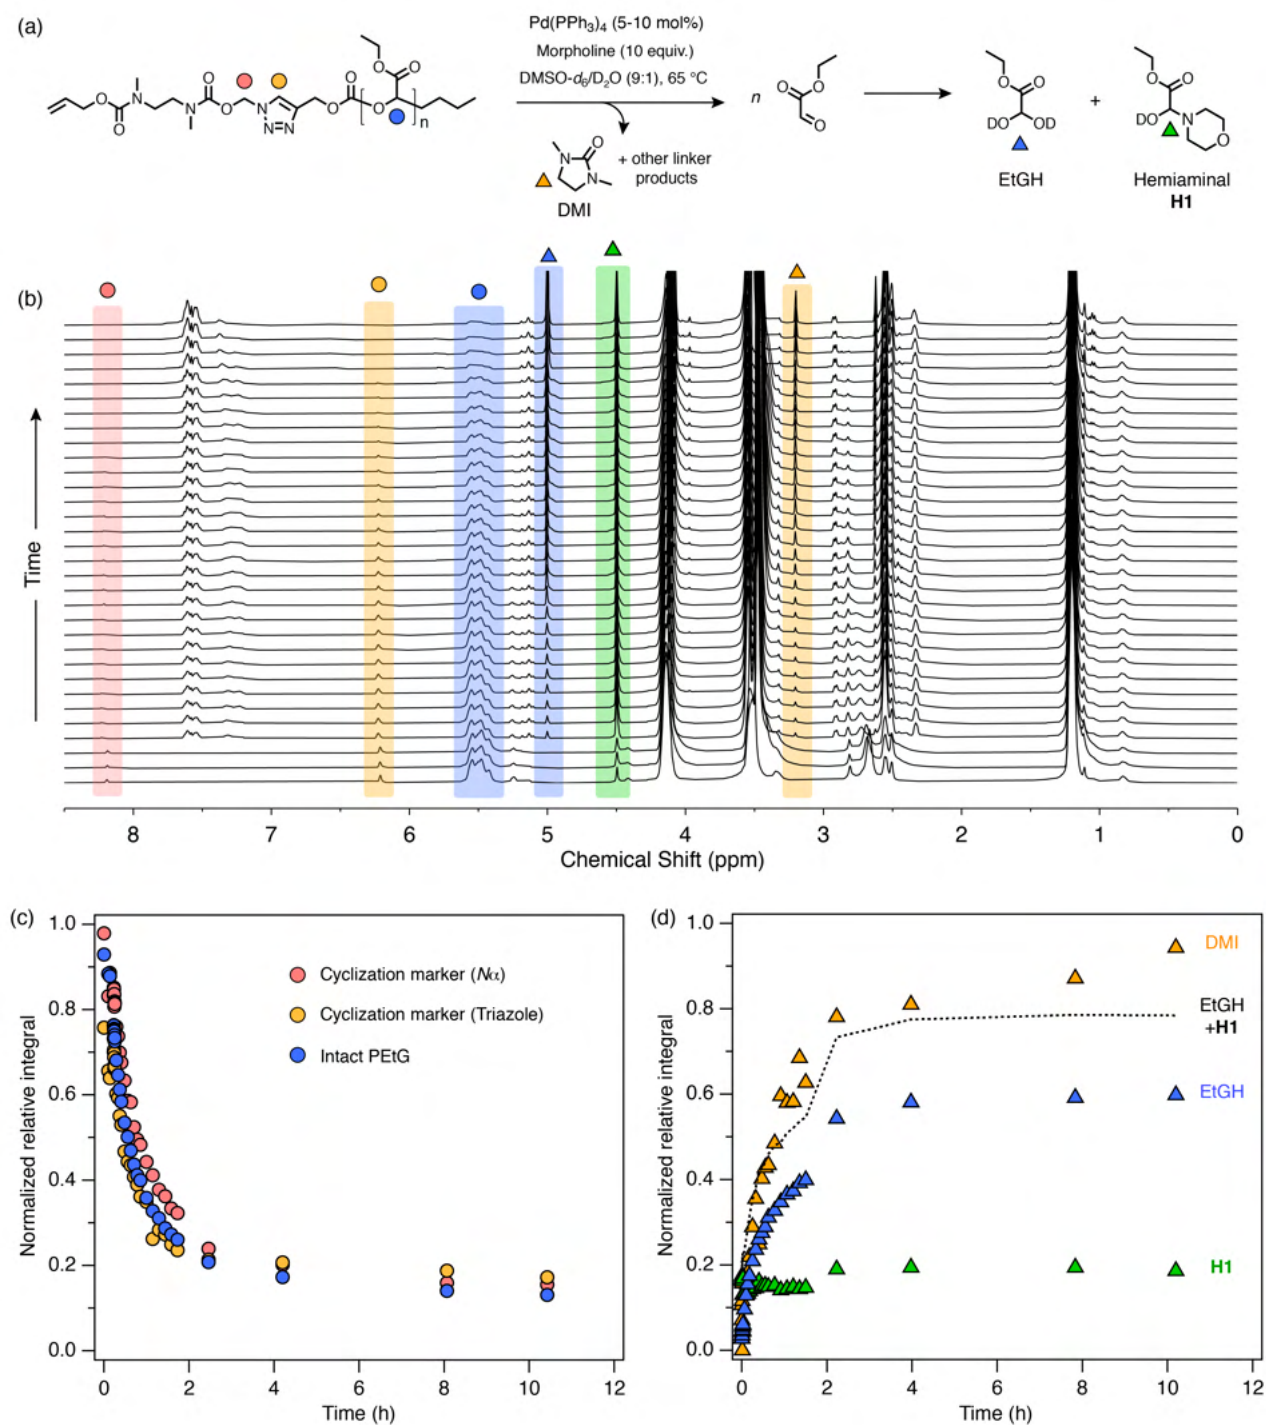 (a)
Pd(PPh3)4 (5-10 mol%)
Morpholine (10 equiv.)
DMSO-d6/D2O (9:1), 65 °C
O
O
N
N
O
O
N
N=N
O
O
O
O
O
n
n
O
O
O
O
O
DO OD
EtGH
+
O
O
DO N
O
Hemiaminal
H1
O
N
N
DMI
+ other linker
products
(b)
Time
8 7 6 5 4 3 2 1 0
Chemical Shift (ppm)
(c)
Normalized relative integral
1.0
0.8
0.6
0.4
0.2
0.0
0 2 4 6 8 10 12
Time (h)
Cyclization marker (Nα)
Cyclization marker (Triazole)
Intact PEtG
(d)
Normalized relative integral
1.0
0.8
0.6
0.4
0.2
0.0
0 2 4 6 8 10 12
Time (h)
DMI
EtGH
+H1
EtGH
H1